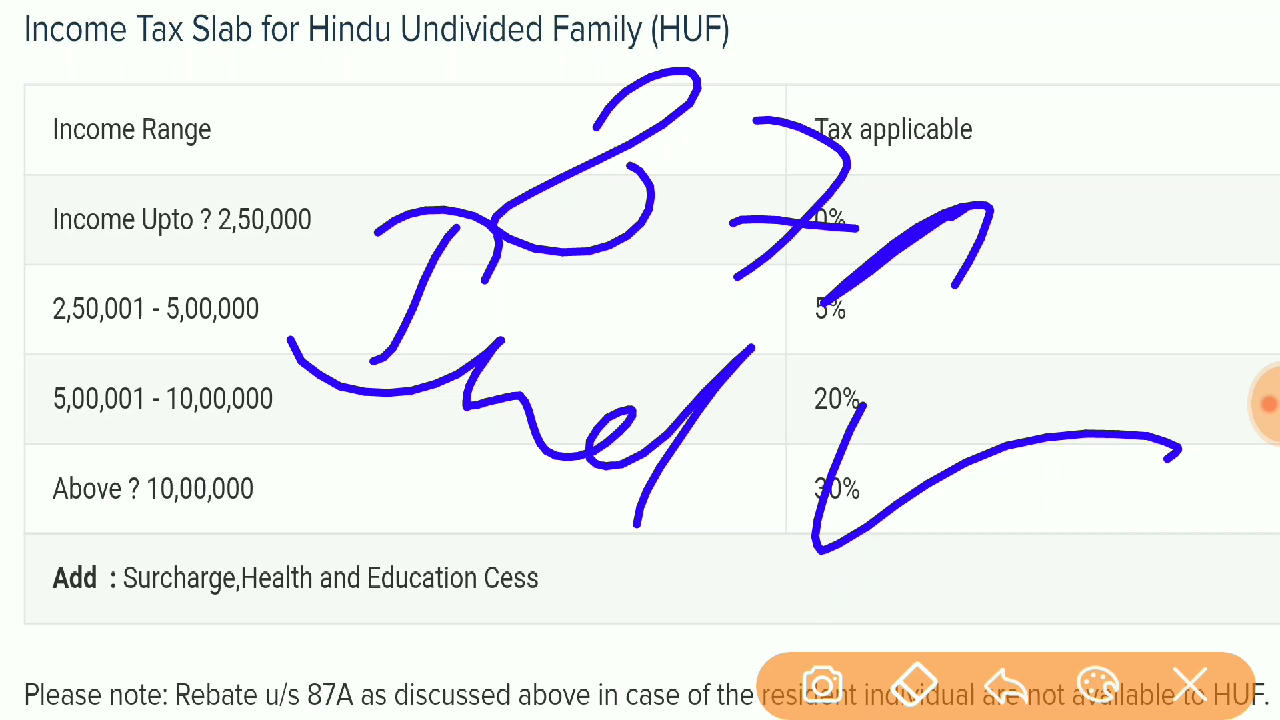 Income Tax Slab for Hindu Undivided Family (HUF)
Income Range Tax applicable
Income Upto ? 2,50,000 0%
2,50,001 - 5,00,000 5%
5,00,001 - 10,00,000 20%
Above ? 10,00,000 30%
Add : Surcharge,Health and Education Cess
Please note: Rebate u/s 87A as discussed above in case of the resident individual are not available to HUF.